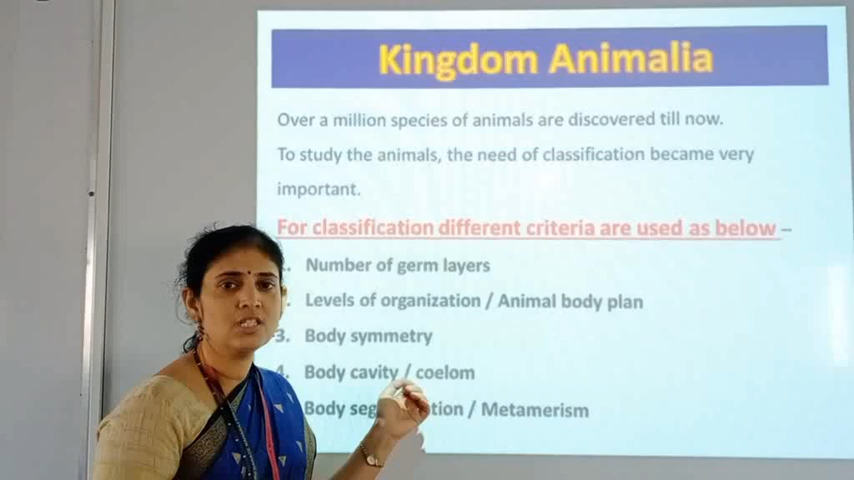 Kingdom Animalia
Over a million species of animals are discovered till now.
To study the animals, the need of classification became very
important.
For classification different criteria are used as below –
Number of germ layers
Levels of organization / Animal body plan
3. Body symmetry
4. Body cavity / coelom
Body seg tion / Metamerism